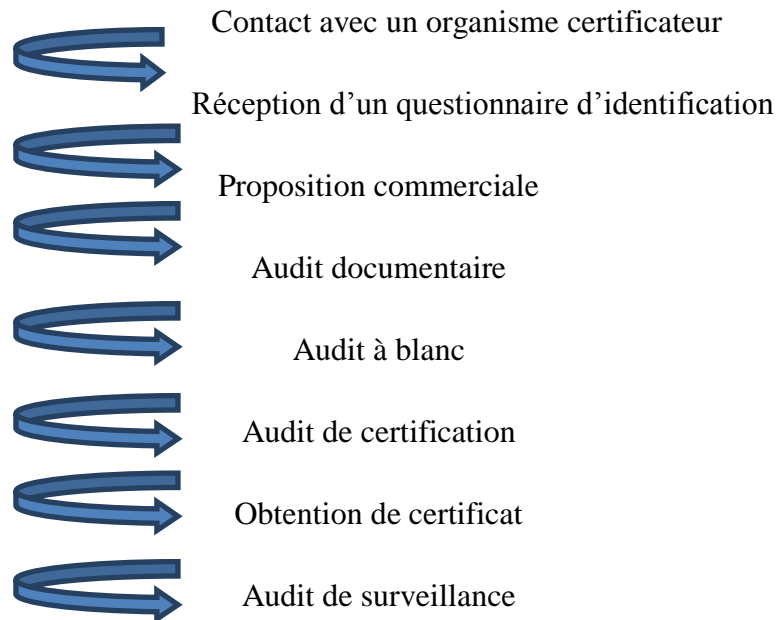 Contact avec un organisme certificateur
Réception d’un questionnaire d’identification
Proposition commerciale
Audit documentaire
Audit à blanc
Audit de certification
Obtention de certificat
Audit de surveillance